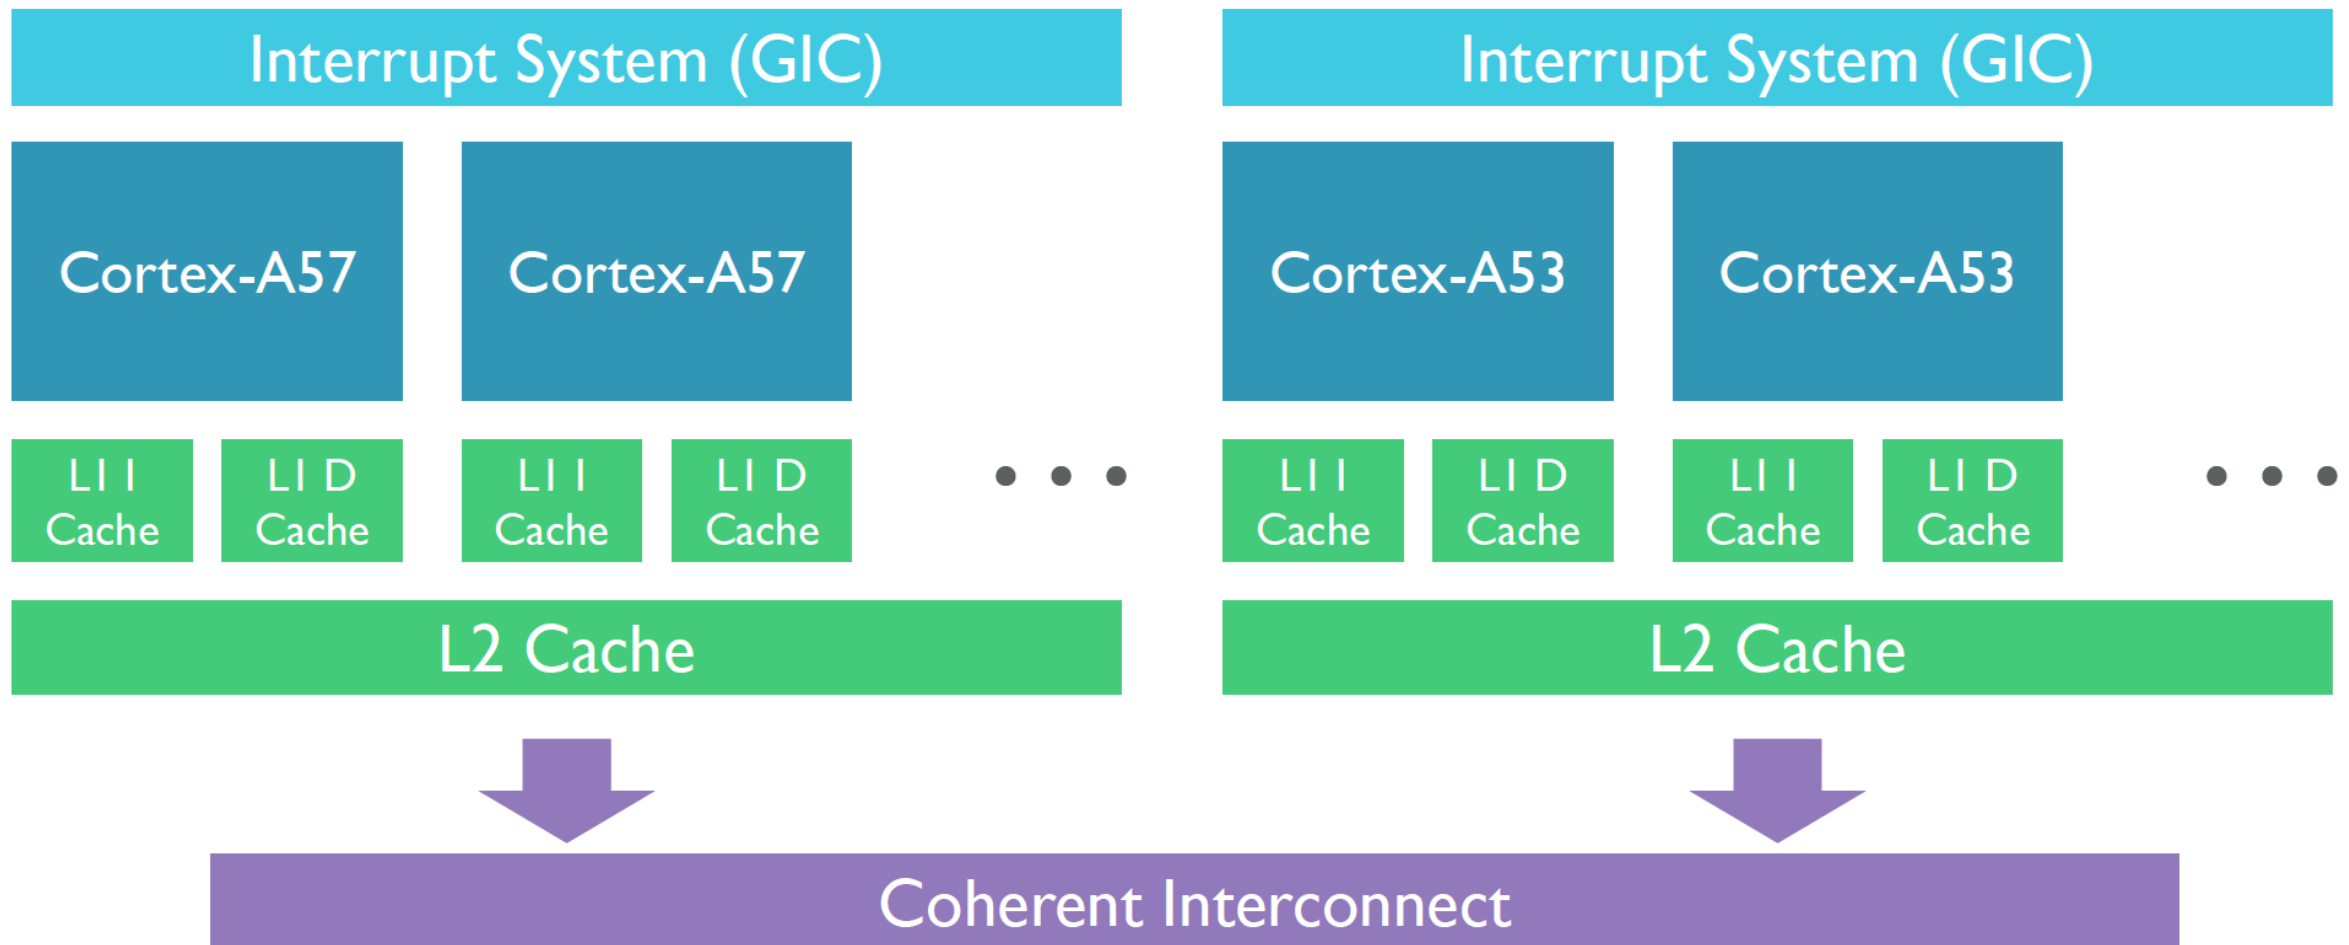 Interrupt System (GIC)
Interrupt System (GIC)
Cortex-A57
Cortex-A57
Cortex-A53
Cortex-A53
L1 I
Cache
L1 D
Cache
L1 I
Cache
L1 D
Cache
L1 I
Cache
L1 D
Cache
L1 I
Cache
L1 D
Cache
L2 Cache
L2 Cache
Coherent Interconnect